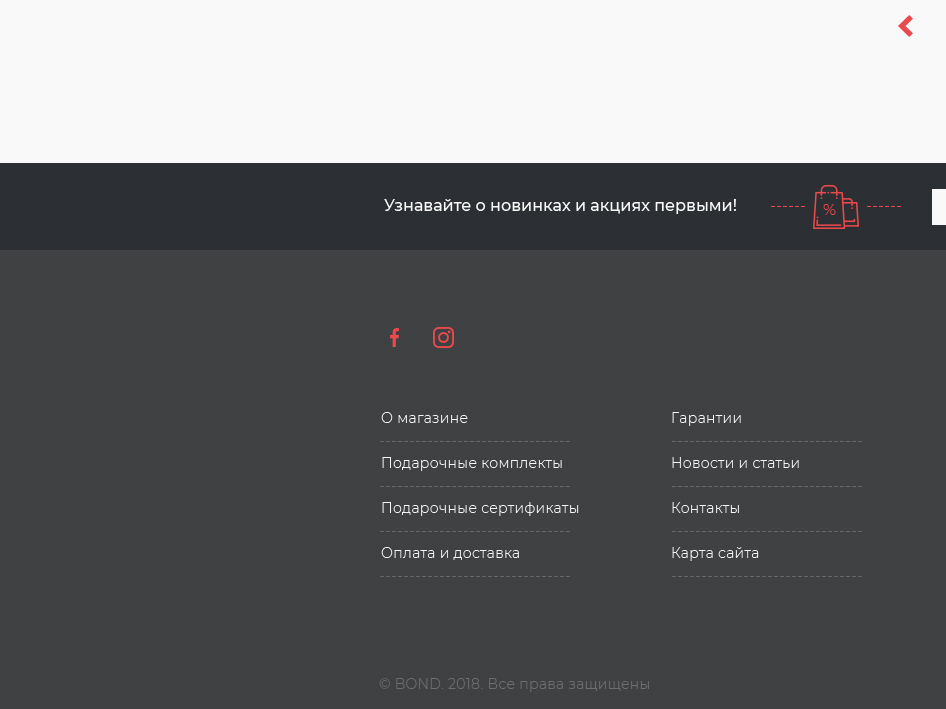 Узнавайте о новинках и акциях первыми!
%
О магазине
Гарантии
Подарочные комплекты
Новости и статьи
Подарочные сертификаты
Контакты
Оплата и доставка
Карта сайта
© BOND. 2018. Все права защищены